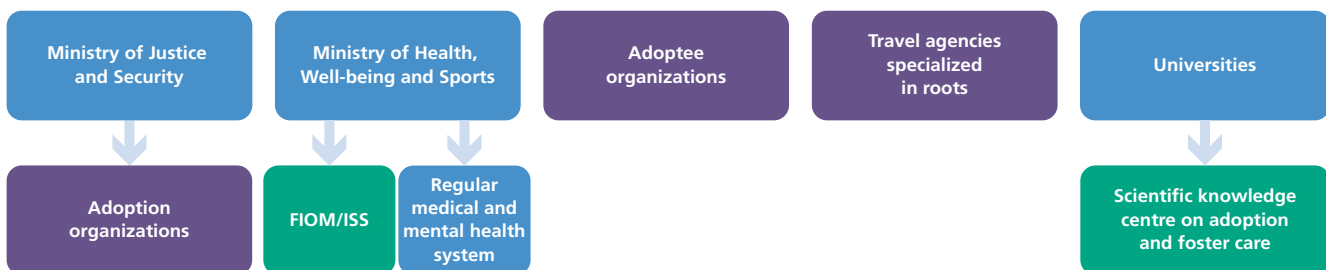 Ministry of Justice
and Security
Ministry of Health,
Well-being and Sports
Adoptee
organizations
Travel agencies
specialized
in roots
Universities
Adoption
organizations
FIOM/ISS
Regular
medical and
mental health
system
Scientific knowledge
centre on adoption
and foster care